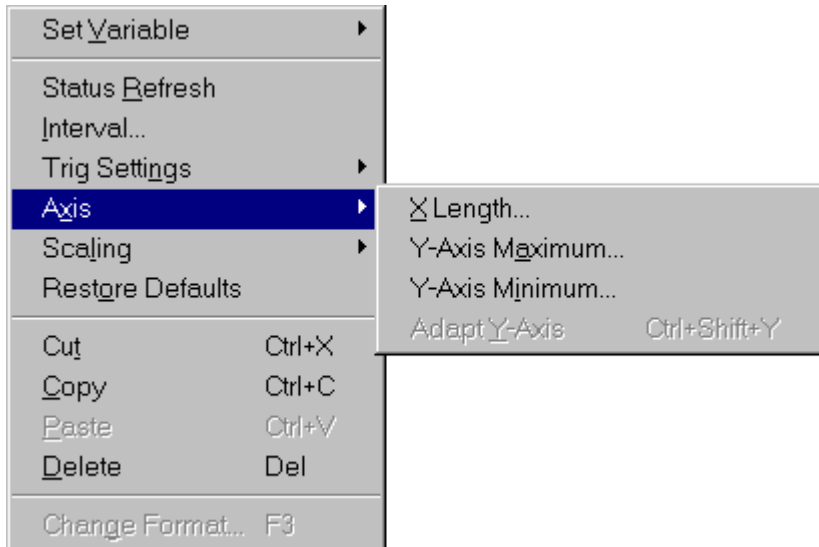 Set Variable
Status Refresh
Interval...
Trig Settings
Axis
Scaling
Restore Defaults
Cut Ctrl+X
Copy Ctrl+C
Paste Ctrl+V
Delete Del
Change Format... F3
X Length...
Y-Axis Maximum...
Y-Axis Minimum...
Adapt Y-Axis Ctrl+Shift+Y